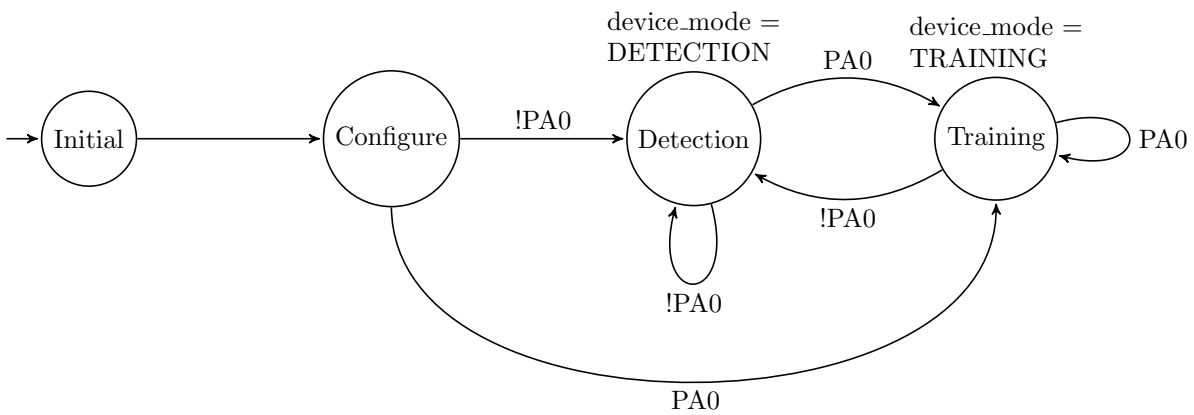 device_mode =
DETECTION
device_mode =
TRAINING
PA0
Initial
Configure
!PA0
Detection
Training
PA0
!PA0
!PA0
PA0